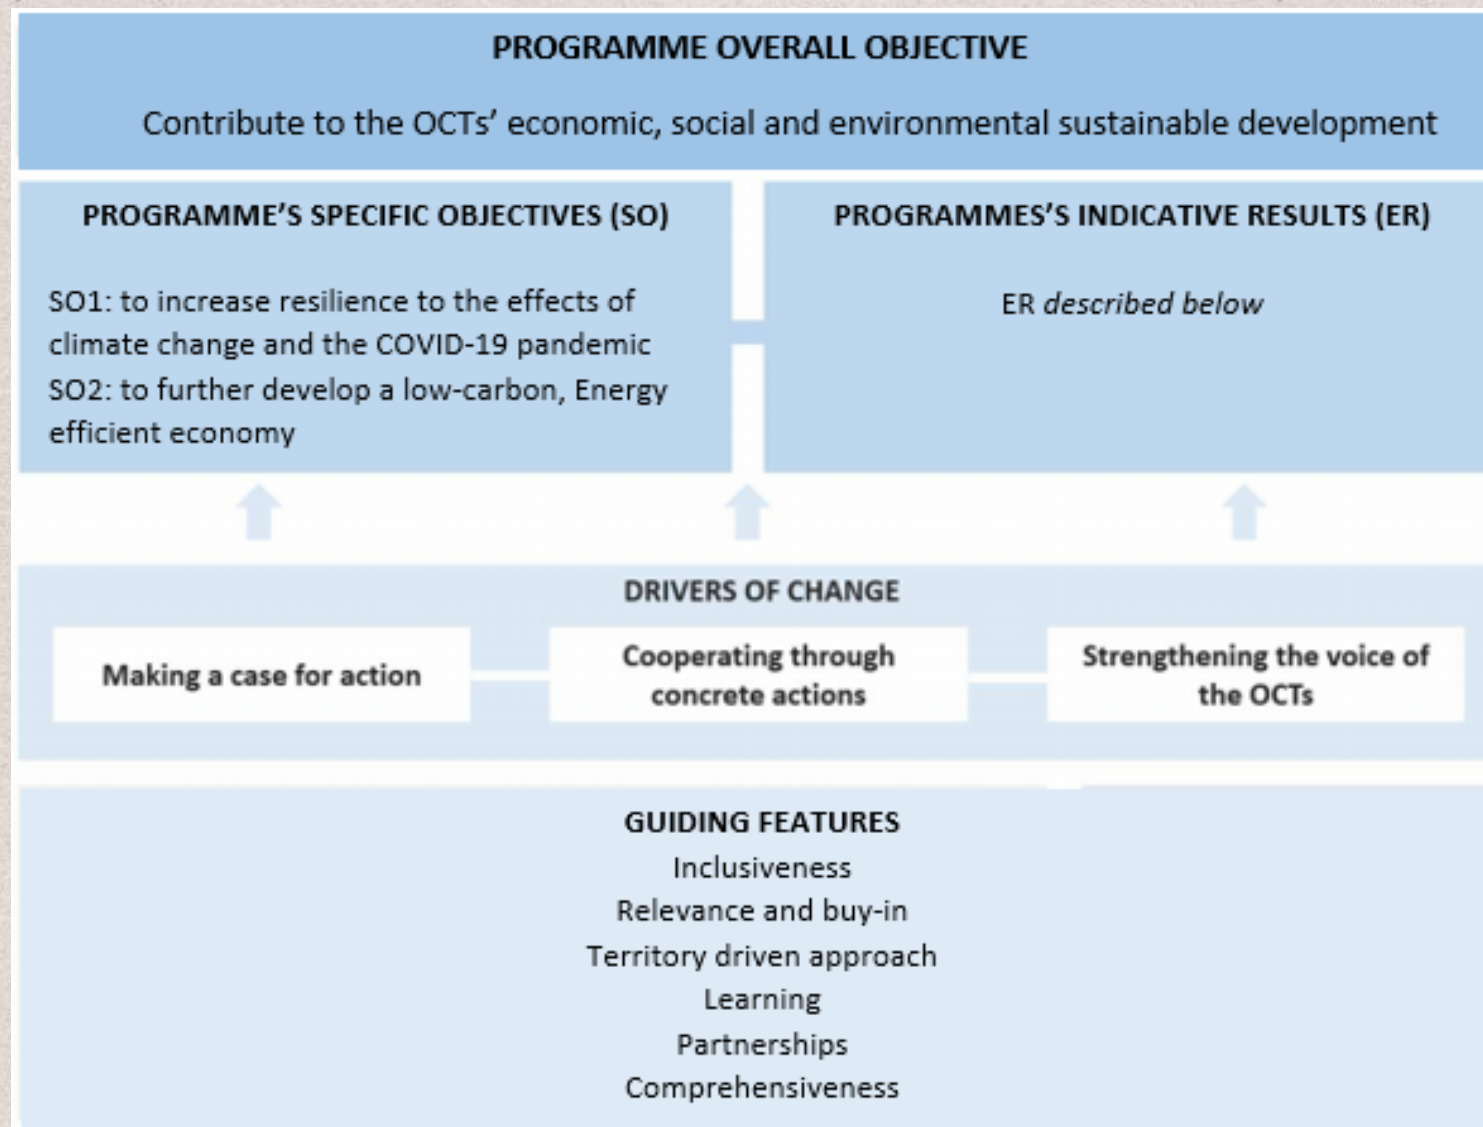 PROGRAMME OVERALL OBJECTIVE
Contribute to the OCTs’ economic, social and environmental sustainable development
PROGRAMME’S SPECIFIC OBJECTIVES (SO)
SO1: to increase resilience to the effects of
climate change and the COVID-19 pandemic
SO2: to further develop a low-carbon, Energy
efficient economy
PROGRAMMES’S INDICATIVE RESULTS (ER)
ER described below
DRIVERS OF CHANGE
Making a case for action
Cooperating through
concrete actions
Strengthening the voice of
the OCTs
GUIDING FEATURES
Inclusiveness
Relevance and buy-in
Territory driven approach
Learning
Partnerships
Comprehensiveness